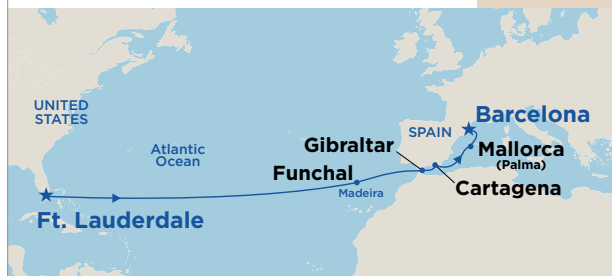 UNITED
STATES
Atlantic
Ocean
Ft. Lauderdale
Funchal
Madeira
Gibraltar
SPAIN
Barcelona
Mallorca
(Palma)
Cartagena